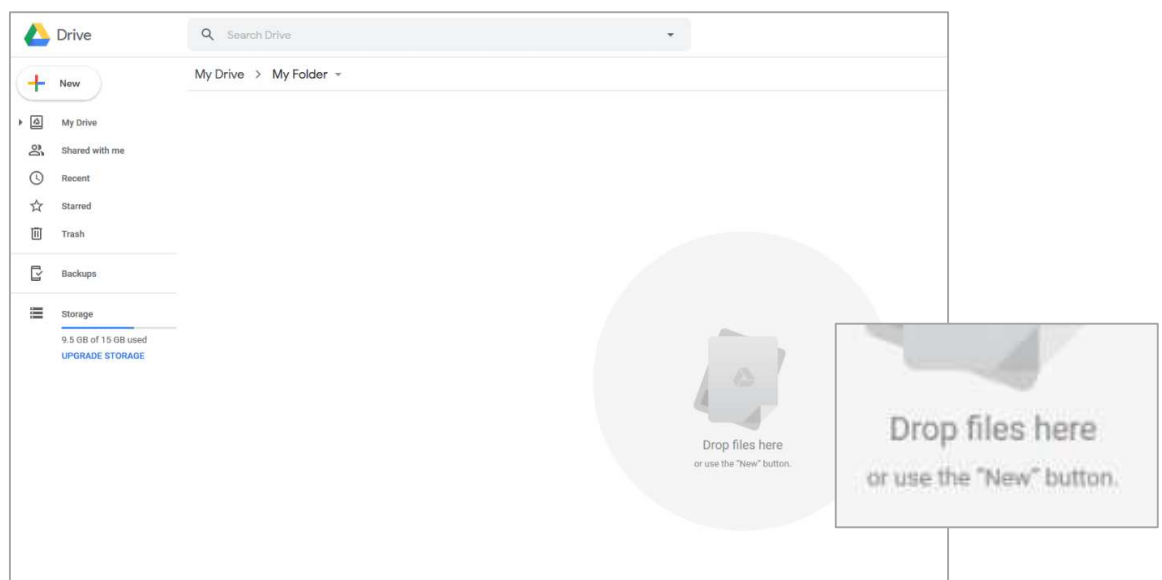 Drive
Search Drive
New
My Drive > My Folder
My Drive
Shared with me
Recent
Starred
Trash
Backups
Storage
9.5 GB of 15 GB used
UPGRADE STORAGE
Drop files here
or use the "New" button.
Drop files here
or use the "New" button.